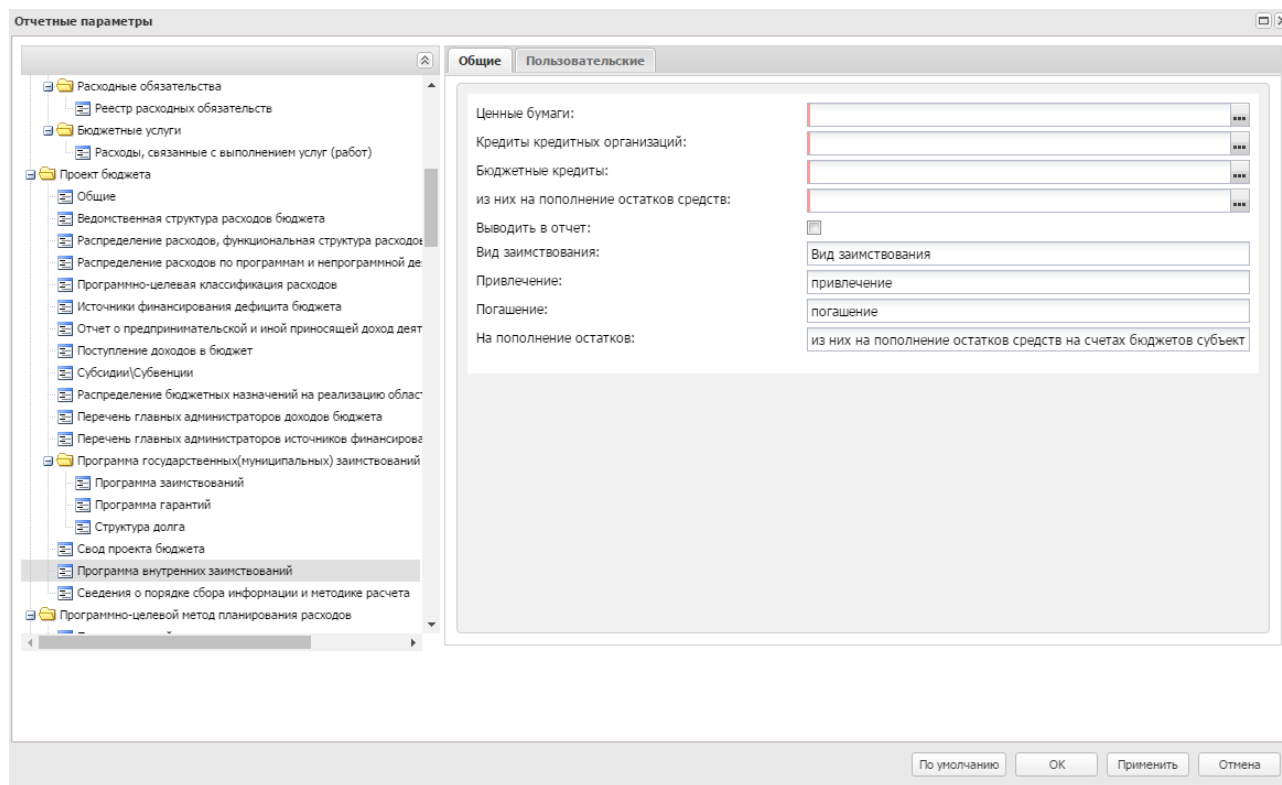 Отчетные параметры
Расходные обязательства
Реестр расходных обязательств
Бюджетные услуги
Расходы, связанные с выполнением услуг (работ)
Проект бюджета
Общие
Ведомственная структура расходов бюджета
Распределение расходов, функциональная структура расходов
Распределение расходов по программам и непрограммной де
Программно-целевая классификация расходов
Источники финансирования дефицита бюджета
Отчет о предпринимательской и иной приносящей доход деят
Поступление доходов в бюджет
Субсидии\Субвенции
Распределение бюджетных назначений на реализацию област
Перечень главных администраторов доходов бюджета
Перечень главных администраторов источников финансирова
Программа государственных(муниципальных) заимствований
Программа заимствований
Программа гарантий
Структура долга
Свод проекта бюджета
Программа внутренних заимствований
Сведения о порядке сбора информации и методике расчета
Программно-целевой метод планирования расходов
Общие Пользовательские
Ценные бумаги: ...
Кредиты кредитных организаций: ...
Бюджетные кредиты: ...
из них на пополнение остатков средств: ...
Выводить в отчет:
Вид заимствования: Вид заимствования
Привлечение: привлечение
Погашение: погашение
На пополнение остатков: из них на пополнение остатков средств на счетах бюджетов субъект
По умолчанию OK Применить Отмена